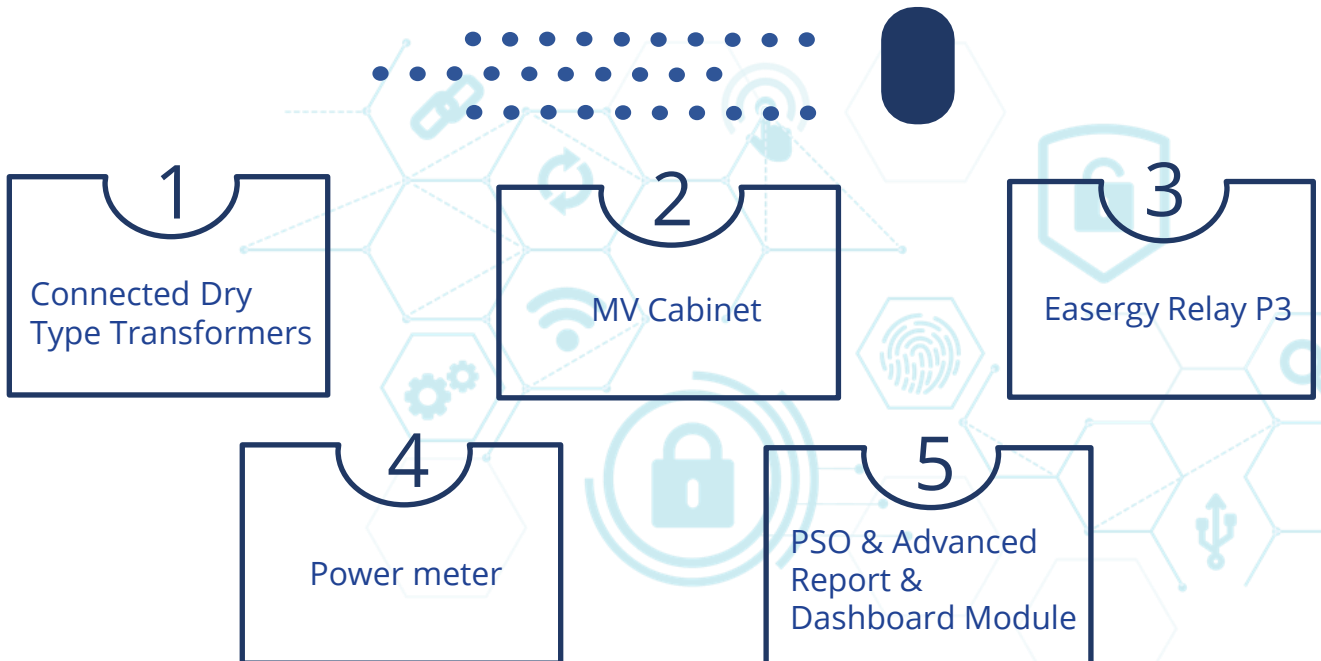 1
Connected Dry
Type Transformers
2
MV Cabinet
3
Easergy Relay P3
4
Power meter
5
PSO & Advanced
Report &
Dashboard Module